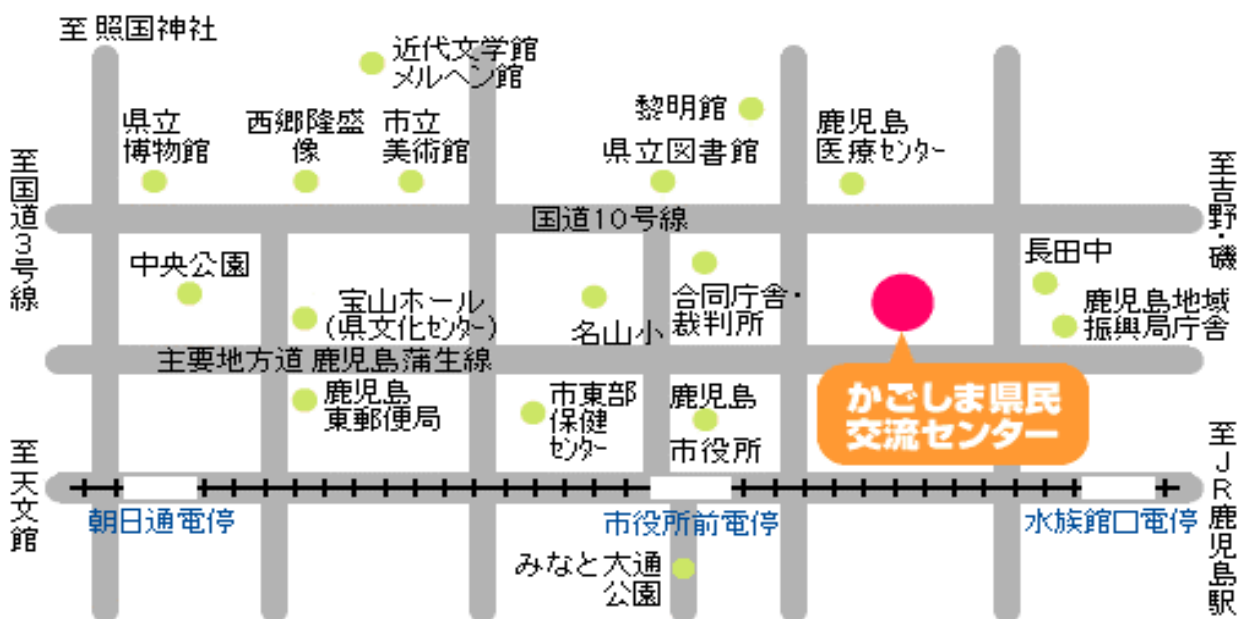 至 照国神社
近代文学館
メルヘン館
県立
博物館
西郷隆盛
像
市立
美術館
黎明館
県立図書館
鹿児島
医療センター
至国道3号線
国道10号線
至吉野・磯
中央公園
宝山ホール
(県文化センター)
名山小
合同庁舎・
裁判所
長田中
鹿児島地域
振興局庁舎
主要地方道 鹿児島蒲生線
鹿児島
東郵便局
市東部
保健
センター
鹿児島
市役所
かごしま県民
交流センター
至天文館
至JR鹿児島駅
朝日通電停
市役所前電停
水族館口電停
みなと大通
公園